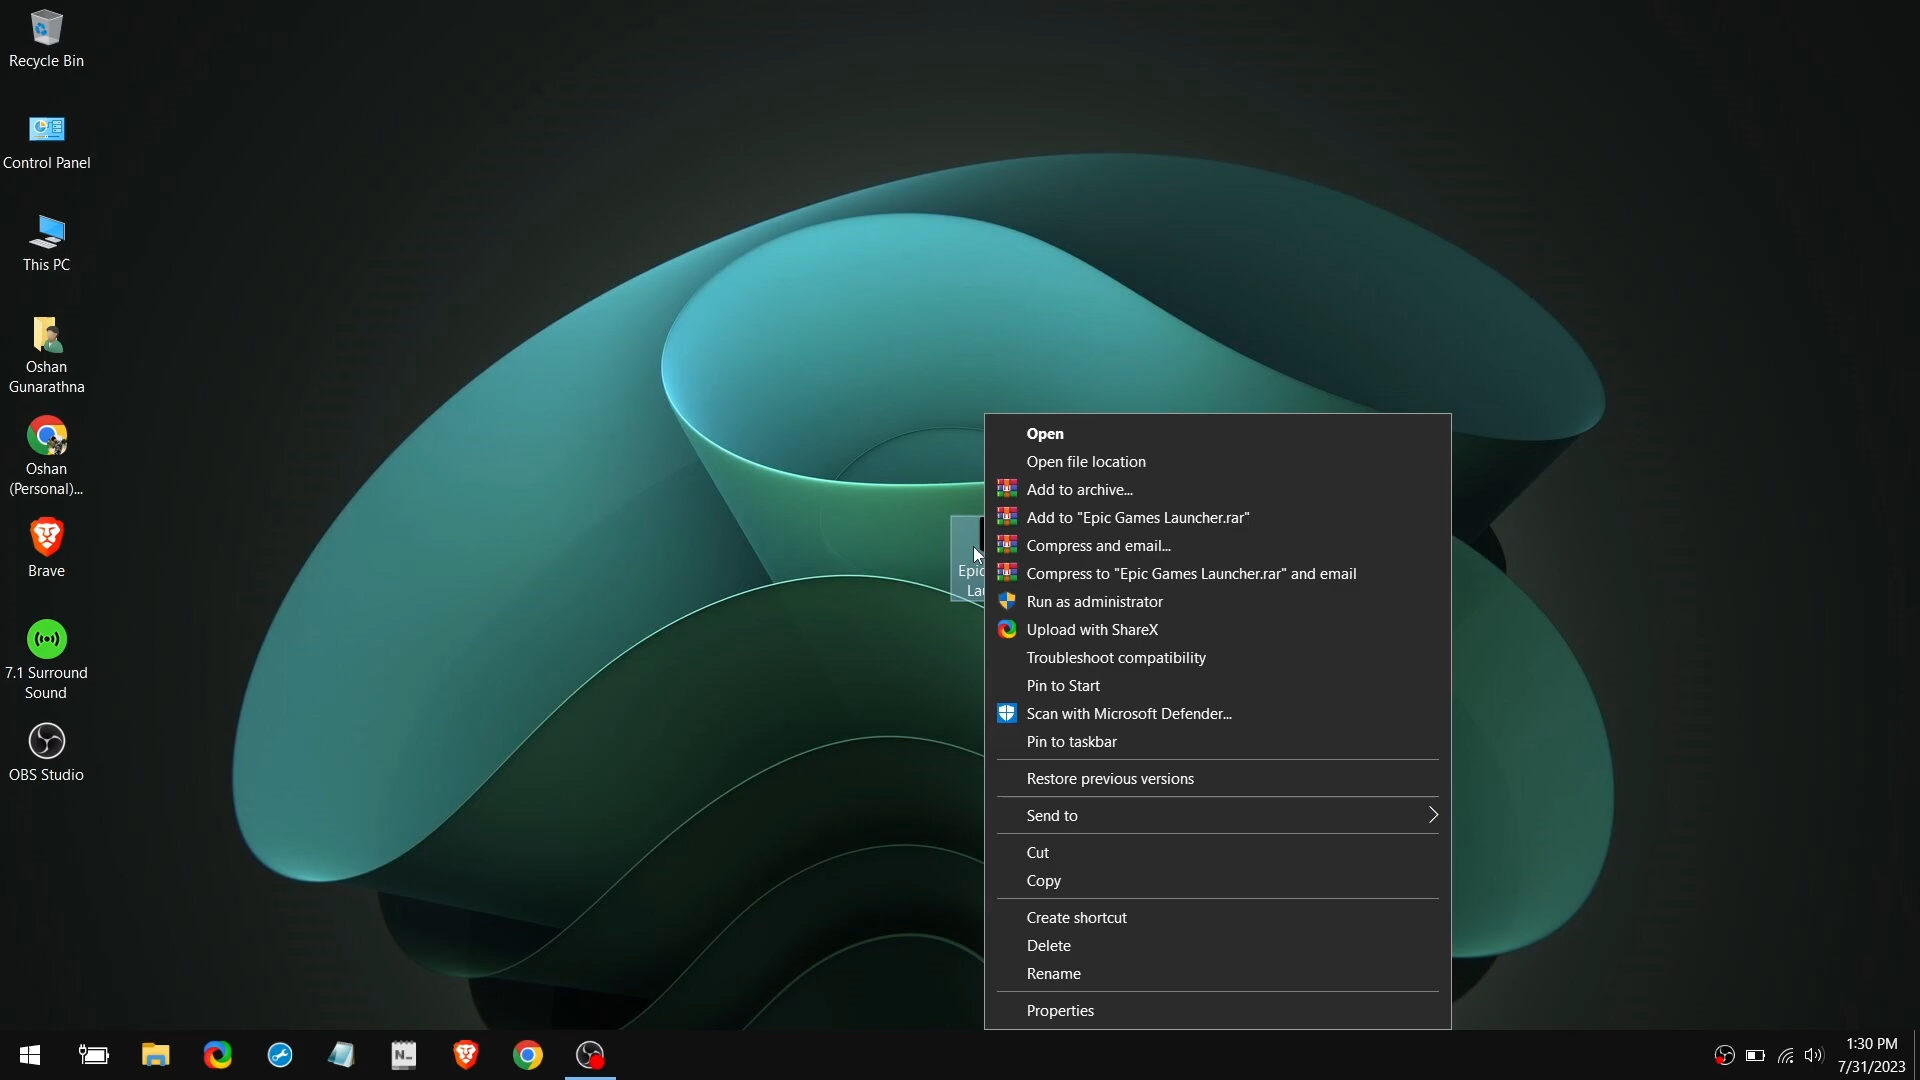 Recycle Bin
Control Panel
This PC
Oshan
Gunarathna
Oshan
(Personal)...
Brave
7.1 Surround
Sound
OBS Studio
Open
Open file location
Add to archive...
Add to "Epic Games Launcher.rar"
Compress and email...
Compress to "Epic Games Launcher.rar" and email
Run as administrator
Upload with ShareX
Troubleshoot compatibility
Pin to Start
Scan with Microsoft Defender...
Pin to taskbar
Restore previous versions
Send to
Cut
Copy
Create shortcut
Delete
Rename
Properties
Epic
La
N
1:30 PM
7/31/2023